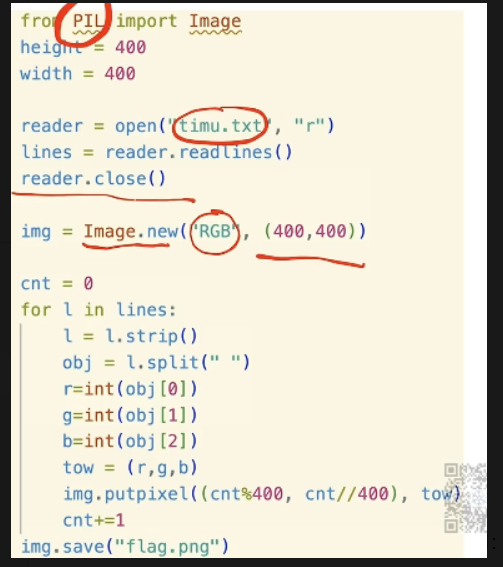 from PIL import Image
height = 400
width = 400
reader = open("timu.txt", "r")
lines = reader.readlines()
reader.close()
img = Image.new("RGB", (400,400))
cnt = 0
for l in lines:
    l = l.strip()
    obj = l.split(" ")
    r=int(obj[0])
    g=int(obj[1])
    b=int(obj[2])
    tow = (r,g,b)
    img.putpixel((cnt%400, cnt//400), tow)
    cnt+=1
img.save("flag.png")